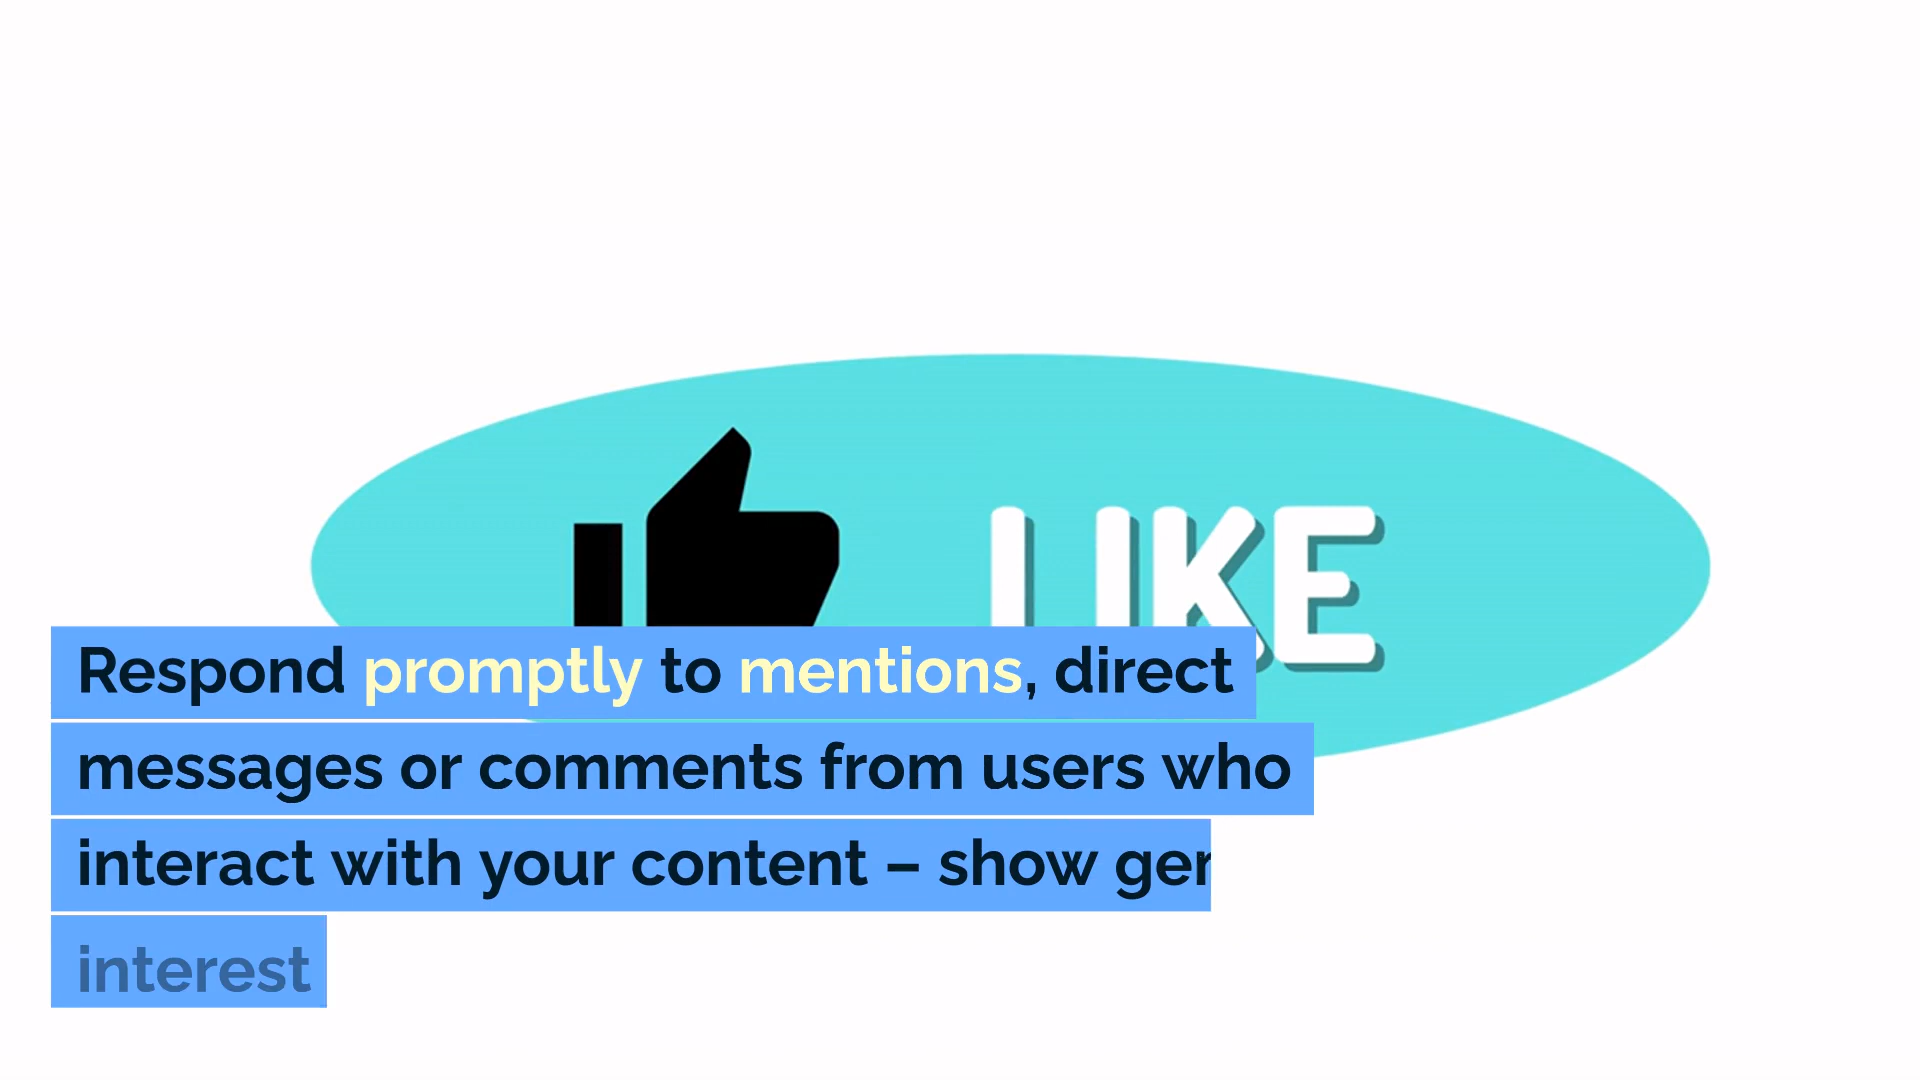 LIKE
Respond promptly to mentions, direct
messages or comments from users who
interact with your content – show
interest